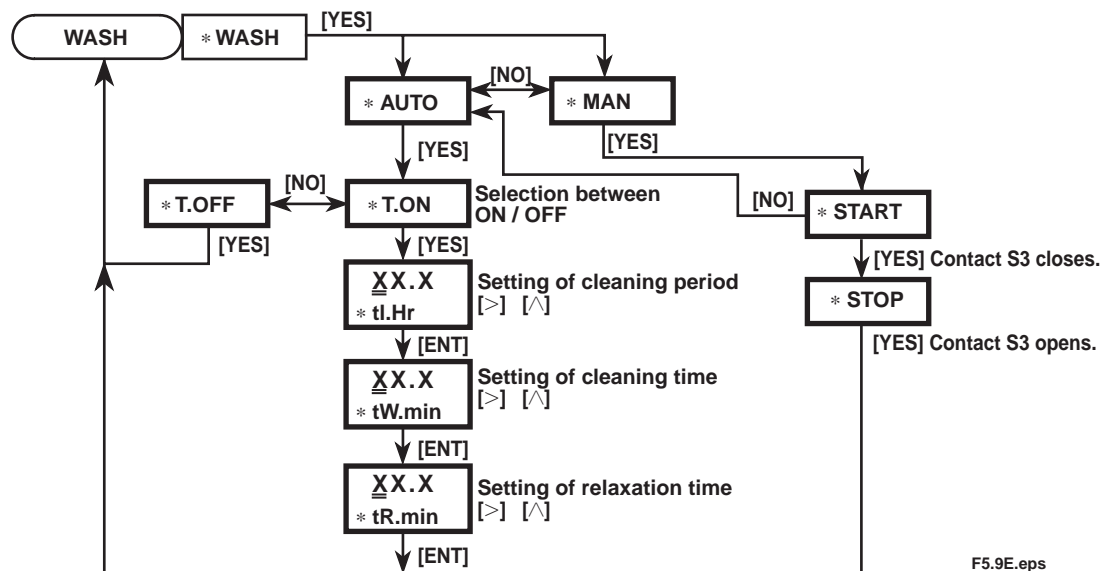 WASH
* WASH
[YES]
* AUTO
[NO]
* MAN
[YES]
[YES]
* T.OFF
[NO]
* T.ON
Selection between
ON / OFF
[NO]
* START
[YES]
[YES]
[YES] Contact S3 closes.
XX.X
* tI.Hr
Setting of cleaning period
[>] [∧]
* STOP
[ENT]
[YES] Contact S3 opens.
XX.X
* tW.min
Setting of cleaning time
[>] [∧]
[ENT]
XX.X
* tR.min
Setting of relaxation time
[>] [∧]
[ENT]
F5.9E.eps